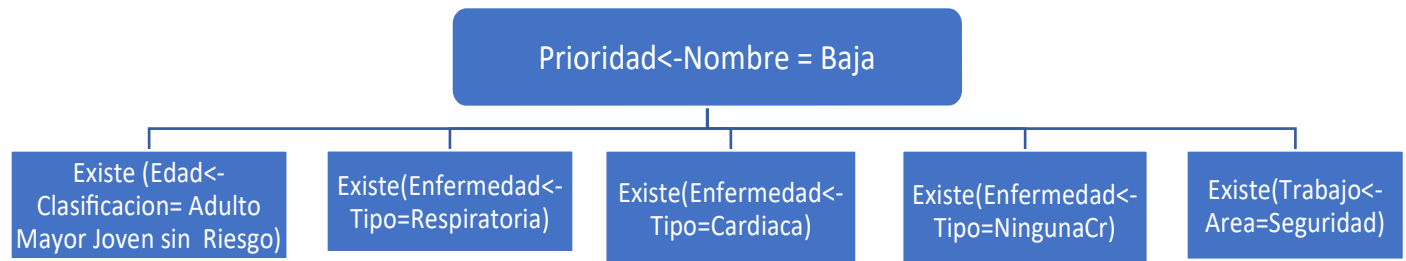 Prioridad<-Nombre = Baja
Existe (Edad<-
Clasificacion= Adulto
Mayor Joven sin  Riesgo)
Existe(Enfermedad<-
Tipo=Respiratoria)
Existe(Enfermedad<-
Tipo=Cardiaca)
Existe(Enfermedad<-
Tipo=NingunaCr)
Existe(Trabajo<-
Area=Seguridad)